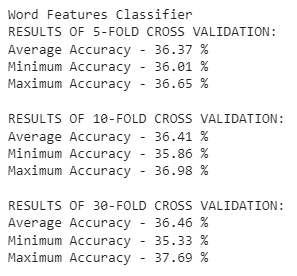 Word Features Classifier
RESULTS OF 5-FOLD CROSS VALIDATION:
Average Accuracy - 36.37 %
Minimum Accuracy - 36.01 %
Maximum Accuracy - 36.65 %
RESULTS OF 10-FOLD CROSS VALIDATION:
Average Accuracy - 36.41 %
Minimum Accuracy - 35.86 %
Maximum Accuracy - 36.98 %
RESULTS OF 30-FOLD CROSS VALIDATION:
Average Accuracy - 36.46 %
Minimum Accuracy - 35.33 %
Maximum Accuracy - 37.69 %